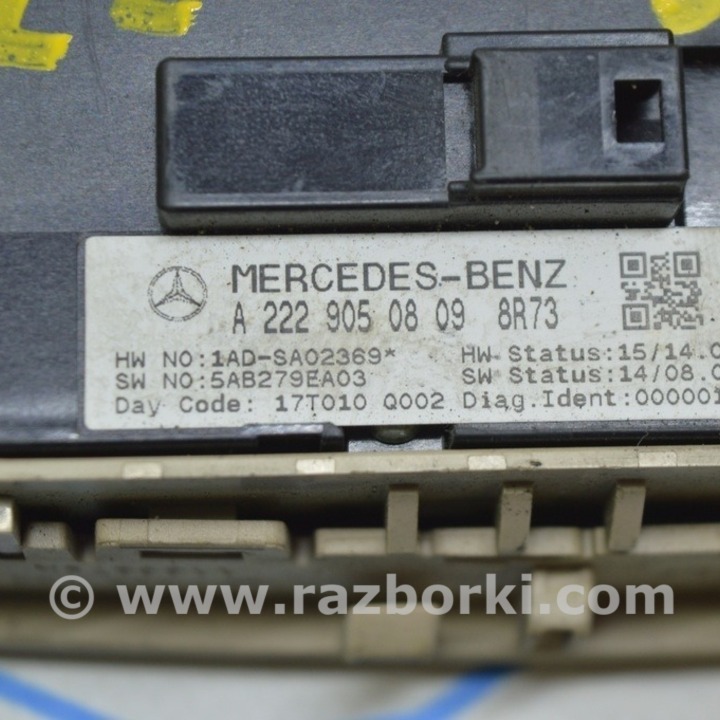 MERCEDES-BENZ
A 222 905 08 09 8R73
HW NO:1AD-SA02369* HW Status:15/14.0
SW NO:5AB279EA03 SW Status:14/08.0
Day Code: 17T010 Q002 Diag.Ident:000001
© www.razborki.com